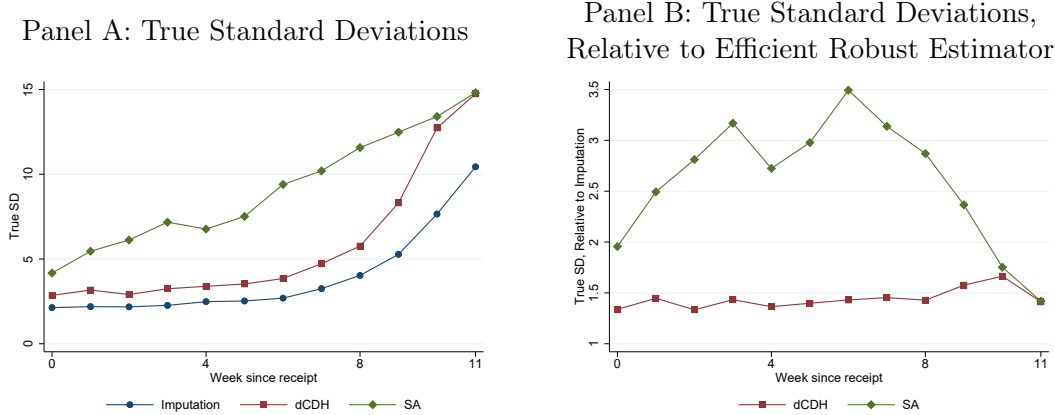 Panel A: True Standard Deviations
15
10
5
0
True SD
0
4
8
11
Week since receipt
Imputation
dCDH
SA
Panel B: True Standard Deviations,
Relative to Efficient Robust Estimator
3.5
3
2.5
2
1.5
1
True SD, Relative to Imputation
0
4
8
11
Week since receipt
dCDH
SA